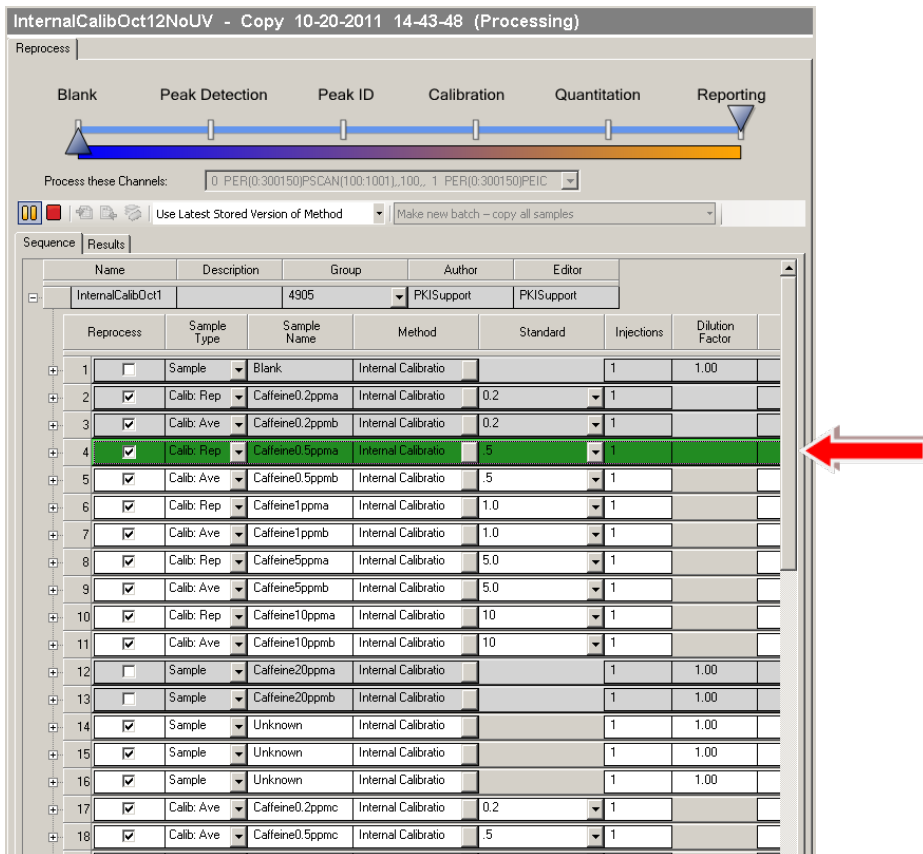 InternalCalibOct12NoUV - Copy 10-20-2011 14-43-48 (Processing)
Reprocess
Blank Peak Detection Peak ID Calibration Quantitation Reporting
Process these Channels: 0 PER(0:300150)PSCAN(100:1001),,100,, 1 PER(0:300150)PEIC
Use Latest Stored Version of Method Make new batch – copy all samples
Sequence Results
Name Description Group Author Editor
InternalCalibOct1 4905 PKISupport PKISupport
Reprocess Sample Type Sample Name Method Standard Injections Dilution Factor
1 Sample Blank Internal Calibratio 1 1.00
2 Calib: Rep Caffeine0.2ppma Internal Calibratio 0.2 1
3 Calib: Ave Caffeine0.2ppmb Internal Calibratio 0.2 1
4 Calib: Rep Caffeine0.5ppma Internal Calibratio .5 1
5 Calib: Ave Caffeine0.5ppmb Internal Calibratio .5 1
6 Calib: Rep Caffeine1ppma Internal Calibratio 1.0 1
7 Calib: Ave Caffeine1ppmb Internal Calibratio 1.0 1
8 Calib: Rep Caffeine5ppma Internal Calibratio 5.0 1
9 Calib: Ave Caffeine5ppmb Internal Calibratio 5.0 1
10 Calib: Rep Caffeine10ppma Internal Calibratio 10 1
11 Calib: Ave Caffeine10ppmb Internal Calibratio 10 1
12 Sample Caffeine20ppma Internal Calibratio 1 1.00
13 Sample Caffeine20ppmb Internal Calibratio 1 1.00
14 Sample Unknown Internal Calibratio 1 1.00
15 Sample Unknown Internal Calibratio 1 1.00
16 Sample Unknown Internal Calibratio 1 1.00
17 Calib: Ave Caffeine0.2ppmc Internal Calibratio 0.2 1
18 Calib: Ave Caffeine0.5ppmc Internal Calibratio .5 1